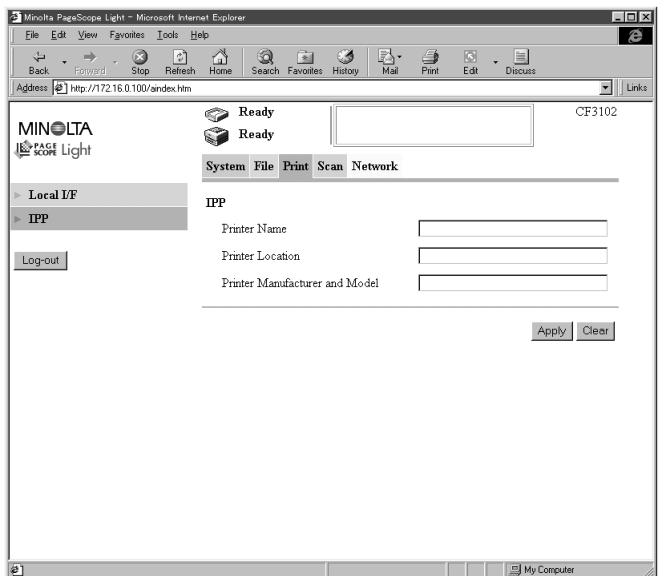 Minolta PageScope Light - Microsoft Internet Explorer
File Edit View Favorites Tools Help
Back Forward Stop Refresh Home Search Favorites History Mail Print Edit Discuss
Address http://172.16.0.100/aindex.htm Links
MINOLTA
PAGE SCOPE Light
Ready
Ready
CF3102
System File Print Scan Network
Local I/F
IPP
Log-out
IPP
Printer Name
Printer Location
Printer Manufacturer and Model
Apply Clear
My Computer